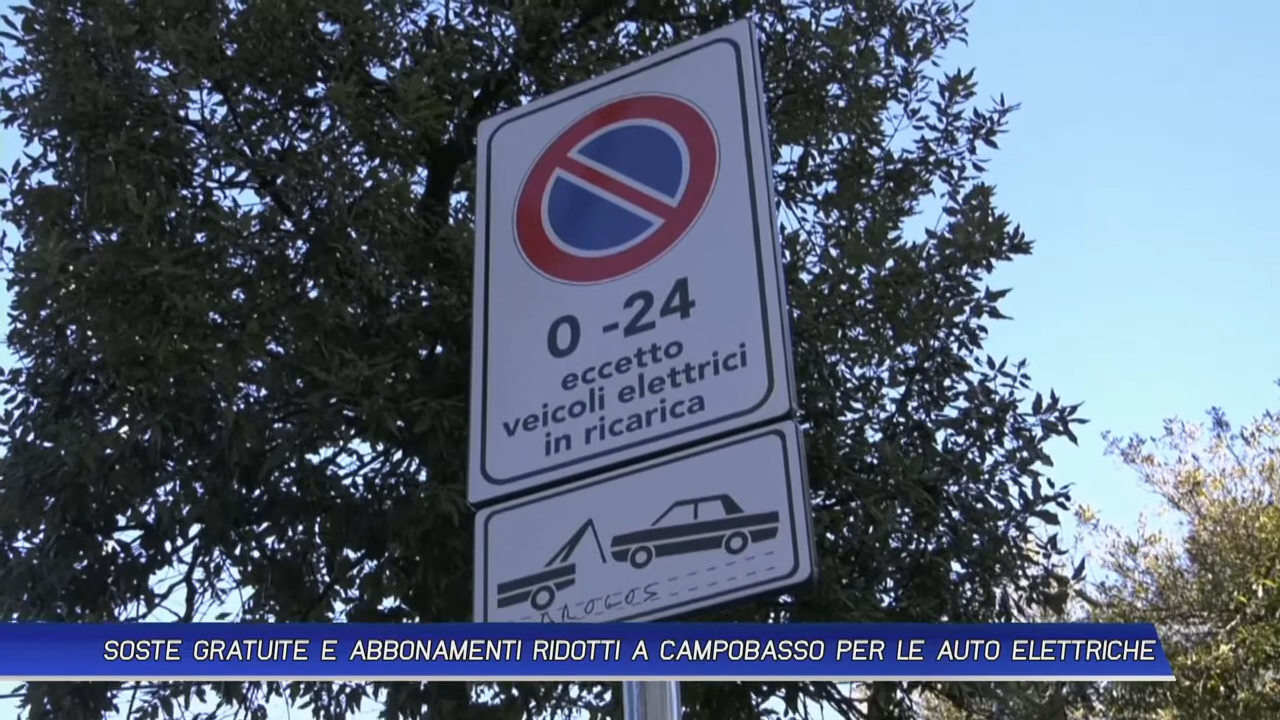 0 -24
eccetto
veicoli elettrici
in ricarica
SOSTE GRATUITE E ABBONAMENTI RIDOTTI A CAMPOBASSO PER LE AUTO ELETTRICHE